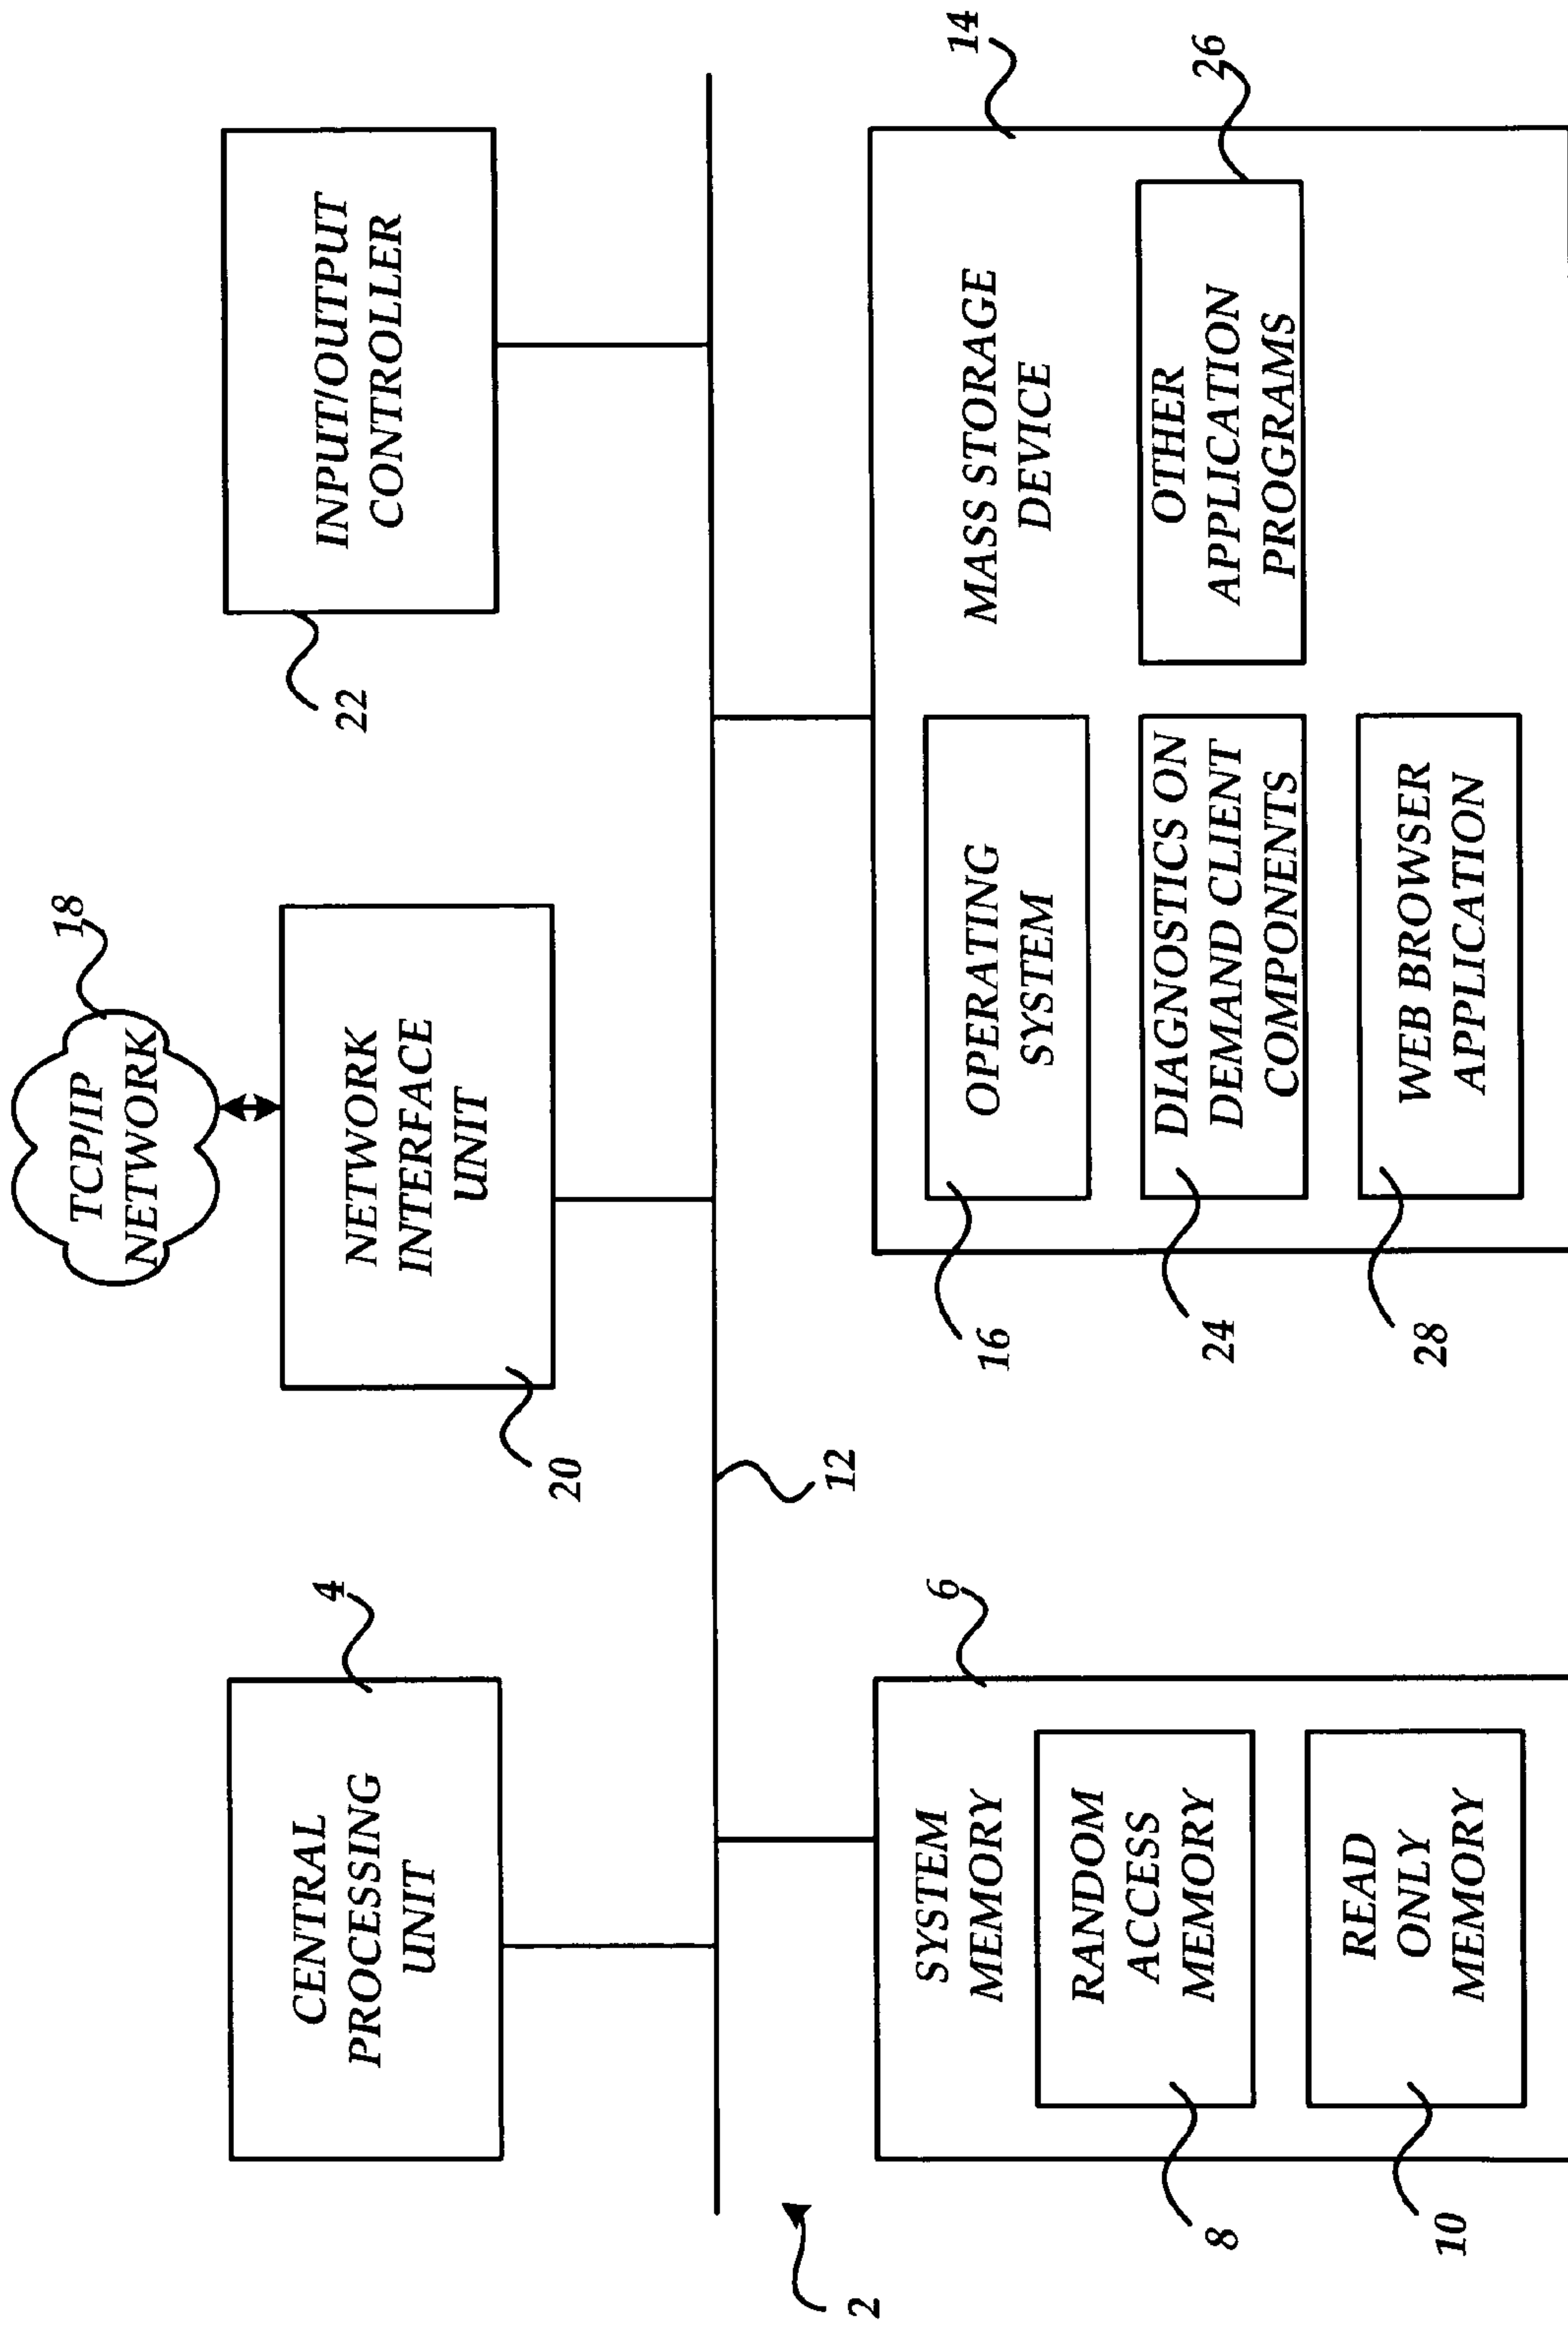 18
TCP/IP
NETWORK
4
CENTRAL
PROCESSING
UNIT
NETWORK
INTERFACE
UNIT
20
INPUT/OUTPUT
CONTROLLER
22
12
2
6
SYSTEM
MEMORY
RANDOM
ACCESS
MEMORY
8
READ
ONLY
MEMORY
10
14
MASS STORAGE
DEVICE
OPERATING
SYSTEM
16
DIAGNOSTICS ON
DEMAND CLIENT
COMPONENTS
24
OTHER
APPLICATION
PROGRAMS
26
WEB BROWSER
APPLICATION
28